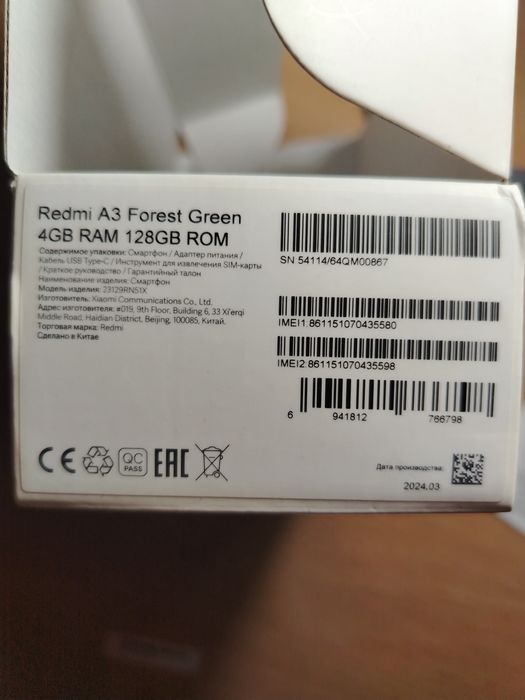 Redmi A3 Forest Green
4GB RAM 128GB ROM
Содержимое упаковки: Смартфон / Адаптер питания /
Кабель USB Type-C / Инструмент для извлечения SIM-карты
/ Краткое руководство / Гарантийный талон
Наименование изделия: Смартфон
Модель изделия: 23129RN51X
Изготовитель: Xiaomi Communications Co., Ltd.
Адрес изготовителя: #019, 9th Floor, Building 6, 33 Xi'erqi
Middle Road, Haidian District, Beijing, 100085, Китай.
Торговая марка: Redmi
Сделано в Китае
SN 54114/64QM00867
IMEI1:861151070435580
IMEI2:861151070435598
6 941812 766798
CE
QC
PASS
EAC
Дата производства:
2024.03